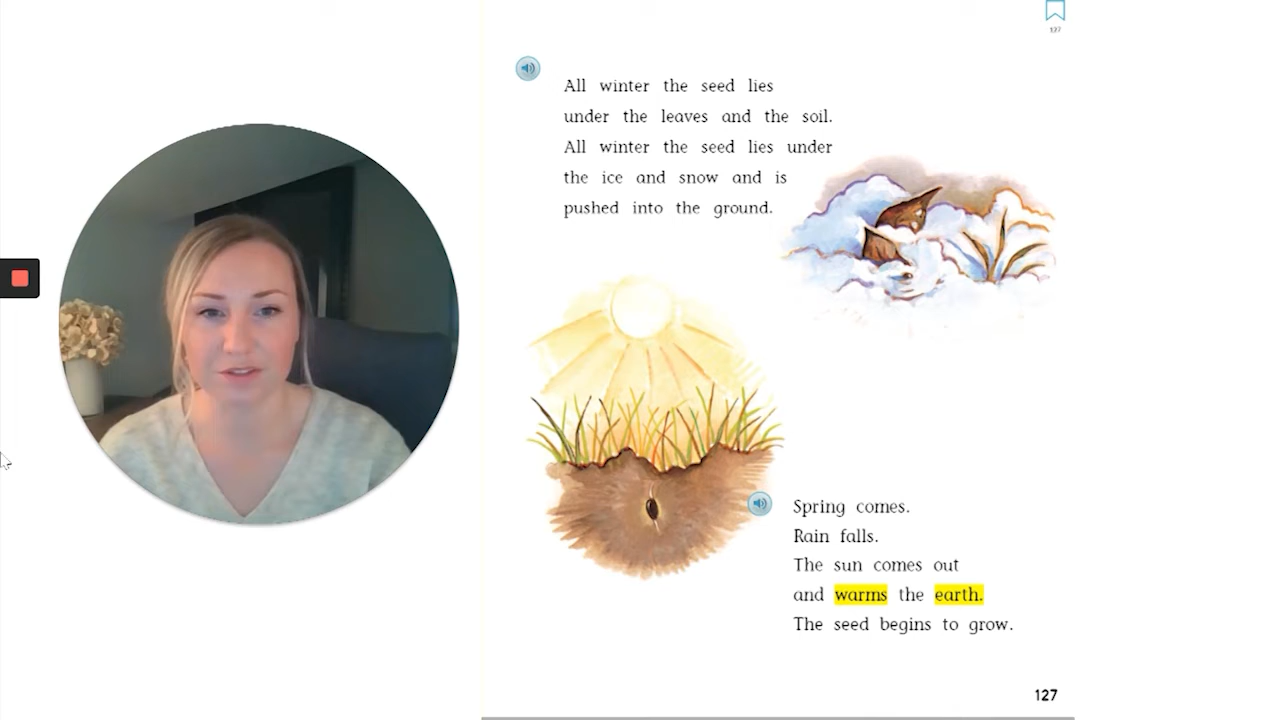 127
All winter the seed lies
under the leaves and the soil.
All winter the seed lies under
the ice and snow and is
pushed into the ground.
Spring comes.
Rain falls.
The sun comes out
and warms the earth.
The seed begins to grow.
127